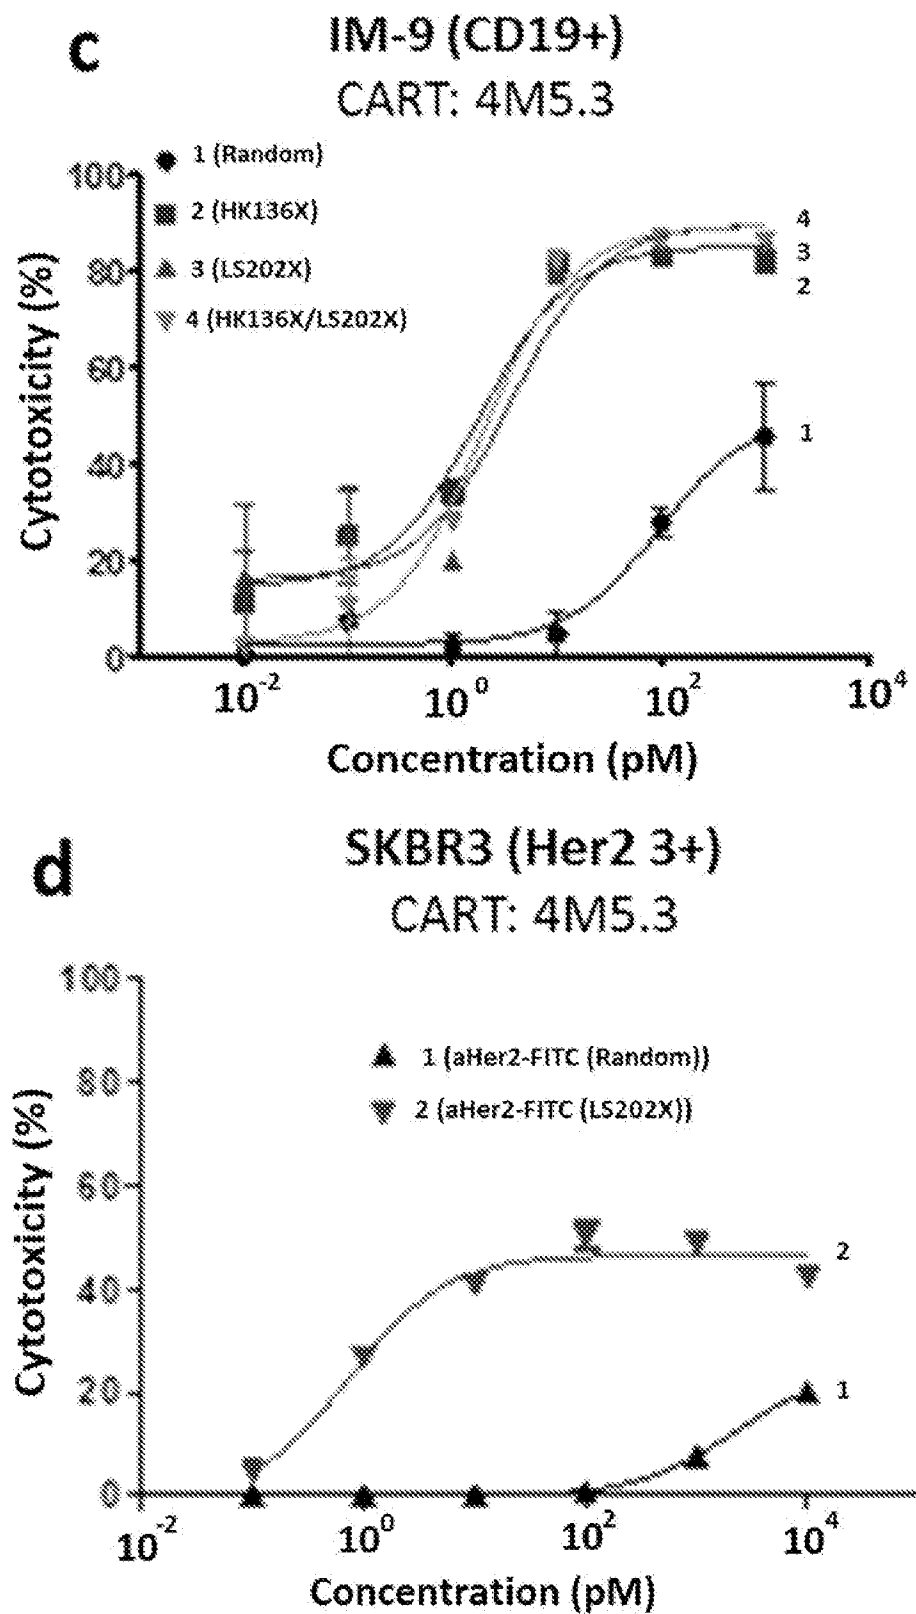 c
IM-9 (CD19+)
CART: 4M5.3
1 (Random)
2 (HK136X)
3 (LS202X)
4 (HK136X/LS202X)
Cytotoxicity (%)
100
80
60
40
20
0
4
3
2
1
10^-2
10^0
10^2
10^4
Concentration (pM)
d
SKBR3 (Her2 3+)
CART: 4M5.3
1 (aHer2-FITC (Random))
2 (aHer2-FITC (LS202X))
Cytotoxicity (%)
100
80
60
40
20
0
2
1
10^-2
10^0
10^2
10^4
Concentration (pM)